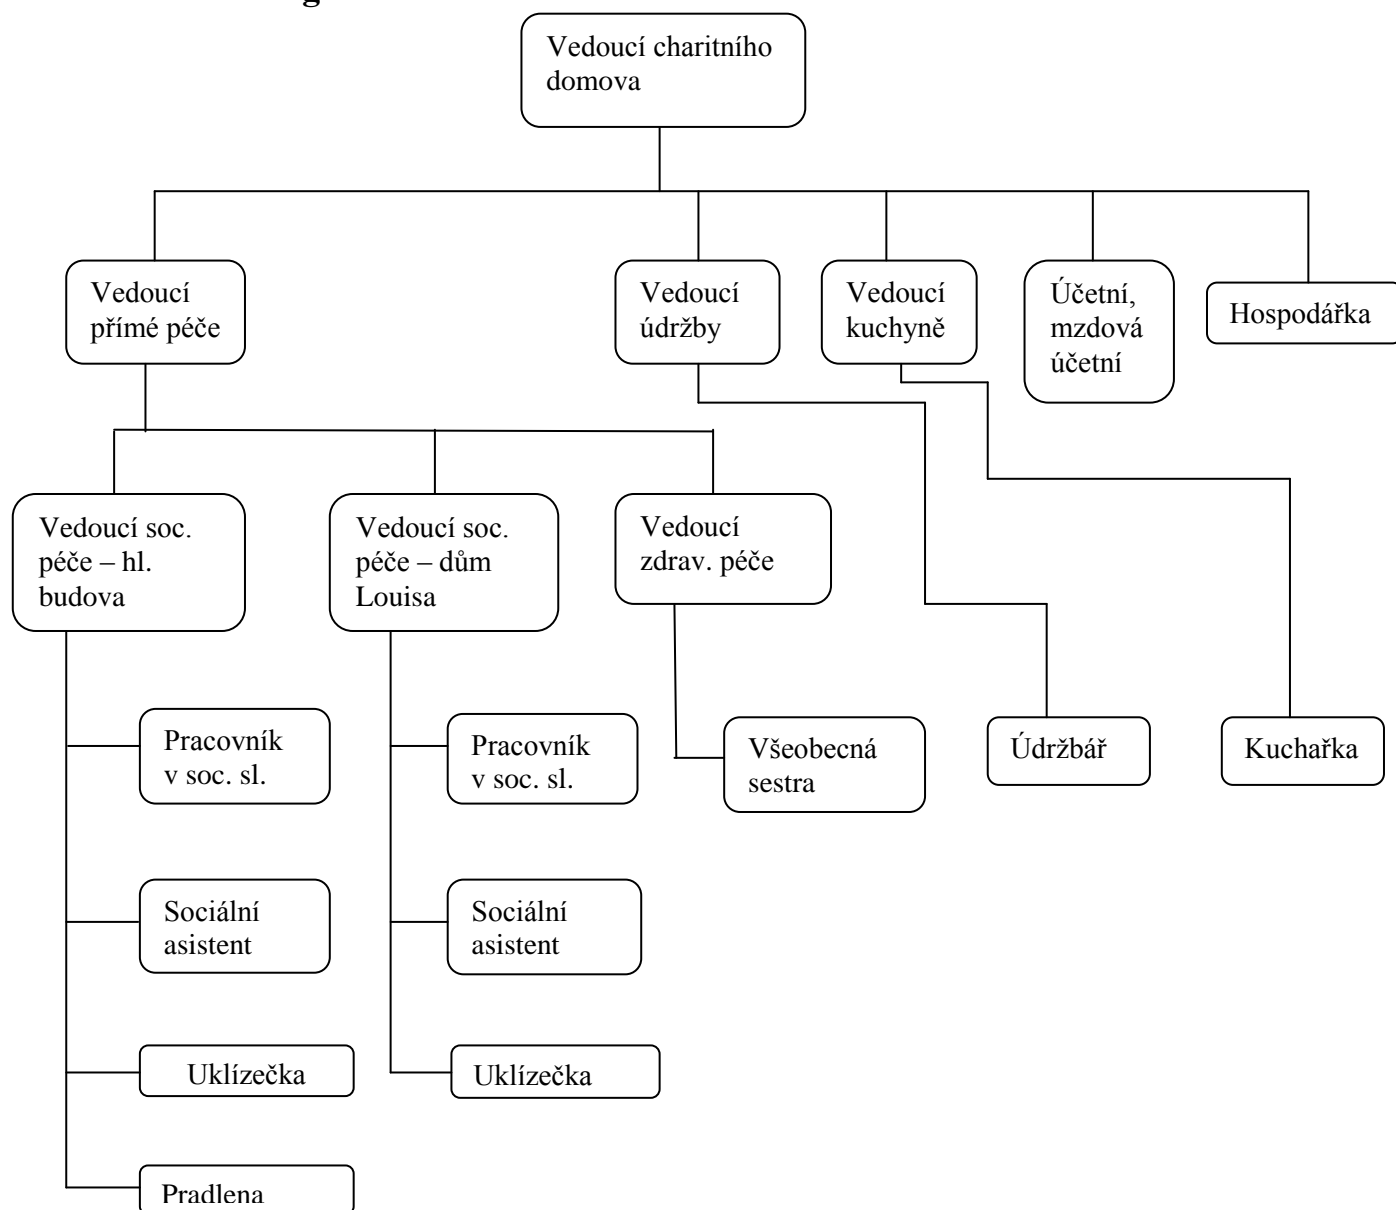 Vedoucí charitního
domova
Vedoucí
přímé péče
Vedoucí
údržby
Vedoucí
kuchyně
Účetní,
mzdová
účetní
Hospodářka
Vedoucí soc.
péče – hl.
budova
Vedoucí soc.
péče – dům
Louisa
Vedoucí
zdrav. péče
Pracovník
v soc. sl.
Pracovník
v soc. sl.
Všeobecná
sestra
Údržbář
Kuchařka
Sociální
asistent
Sociální
asistent
Uklízečka
Uklízečka
Pradlena